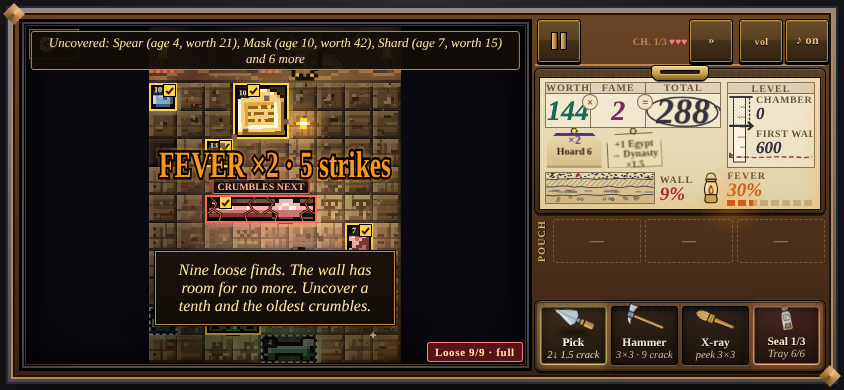 Uncovered: Spear (age 4, worth 21), Mask (age 10, worth 42), Shard (age 7, worth 15)
and 6 more
10
10
13
FEVER ×2 · 5 strikes
CRUMBLES NEXT
7
Nine loose finds. The wall has
room for no more. Uncover a
tenth and the oldest crumbles.
Loose 9/9 · full
CH. 1/3 ♥♥♥
»
vol
♪ on
WORTH FAME TOTAL
144 × 2 = 288
×2
Hoard 6
+1 Egypt
→ Dynasty
×1.5
LEVEL
CHAMBER
0
FIRST WAL
600
WALL
9%
FEVER
30%
POUCH
— — —
Pick
2↓ 1.5 crack
Hammer
3×3 · 9 crack
X-ray
peek 3×3
Seal 1/3
Tray 6/6